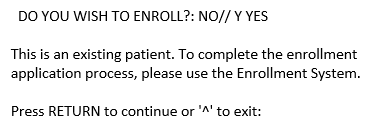 DO YOU WISH TO ENROLL?: NO// Y YES
This is an existing patient. To complete the enrollment
application process, please use the Enrollment System.
Press RETURN to continue or '^' to exit: